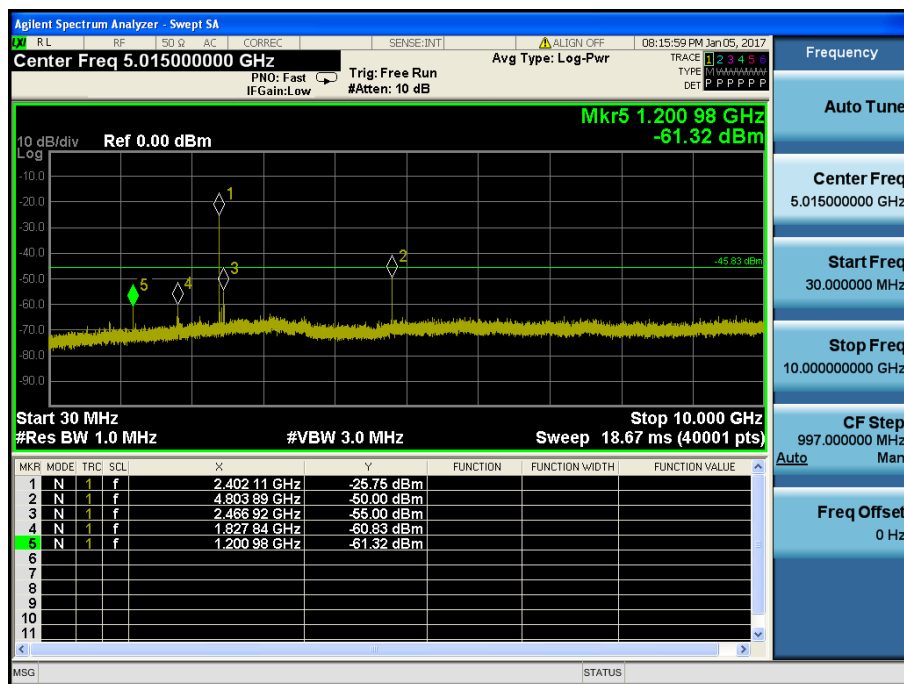 Agilent Spectrum Analyzer - Swept SA
LXI RL RF 50 Ω AC CORREC SENSE:INT ALIGN OFF 08:15:59 PM Jan 05, 2017
Center Freq 5.015000000 GHz
PNO: Fast
IFGain:Low
Trig: Free Run
#Atten: 10 dB
Avg Type: Log-Pwr
TRACE 1 2 3 4 5 6
TYPE M WWWWW
DET P P P P P P
Mkr5 1.200 98 GHz
-61.32 dBm
10 dB/div Ref 0.00 dBm
Log
-10.0
-20.0
-30.0
-40.0
-50.0
-60.0
-70.0
-80.0
-90.0
1
2
3
4
5
-45.83 dBm
Start 30 MHz Stop 10.000 GHz
#Res BW 1.0 MHz #VBW 3.0 MHz Sweep 18.67 ms (40001 pts)
MKR MODE TRC SCL X Y FUNCTION FUNCTION WIDTH FUNCTION VALUE
1 N 1 f 2.402 11 GHz -25.75 dBm
2 N 1 f 4.803 89 GHz -50.00 dBm
3 N 1 f 2.466 92 GHz -55.00 dBm
4 N 1 f 1.827 84 GHz -60.83 dBm
5 N 1 f 1.200 98 GHz -61.32 dBm
6
7
8
9
10
11
MSG STATUS
Frequency
Auto Tune
Center Freq
5.015000000 GHz
Start Freq
30.000000 MHz
Stop Freq
10.000000000 GHz
CF Step
997.000000 MHz
Auto Man
Freq Offset
0 Hz